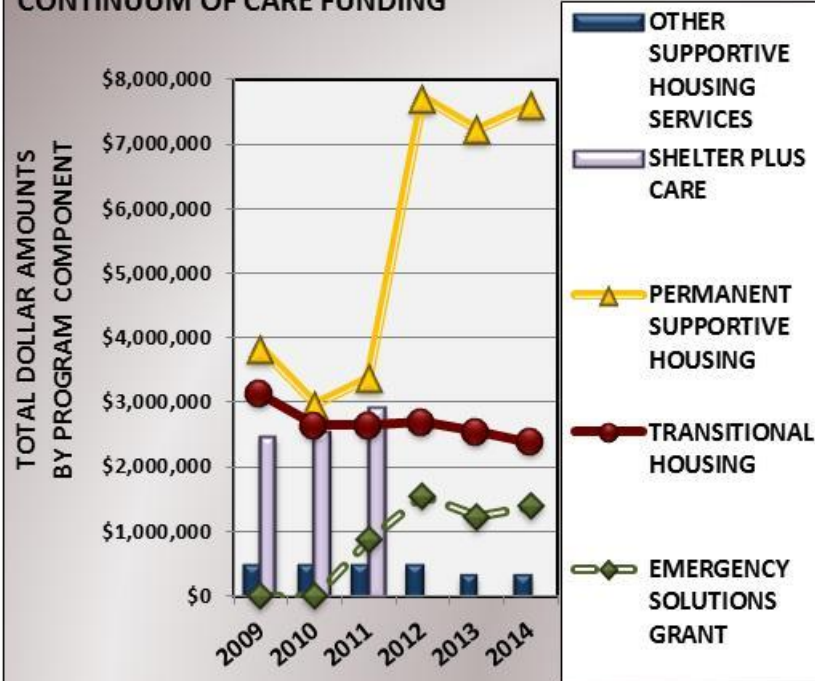 CONTINUUM OF CARE FUNDING
TOTAL DOLLAR AMOUNTS
BY PROGRAM COMPONENT
$8,000,000
$7,000,000
$6,000,000
$5,000,000
$4,000,000
$3,000,000
$2,000,000
$1,000,000
$0
2009
2010
2011
2012
2013
2014
OTHER
SUPPORTIVE
HOUSING
SERVICES
SHELTER PLUS
CARE
PERMANENT
SUPPORTIVE
HOUSING
TRANSITIONAL
HOUSING
EMERGENCY
SOLUTIONS
GRANT